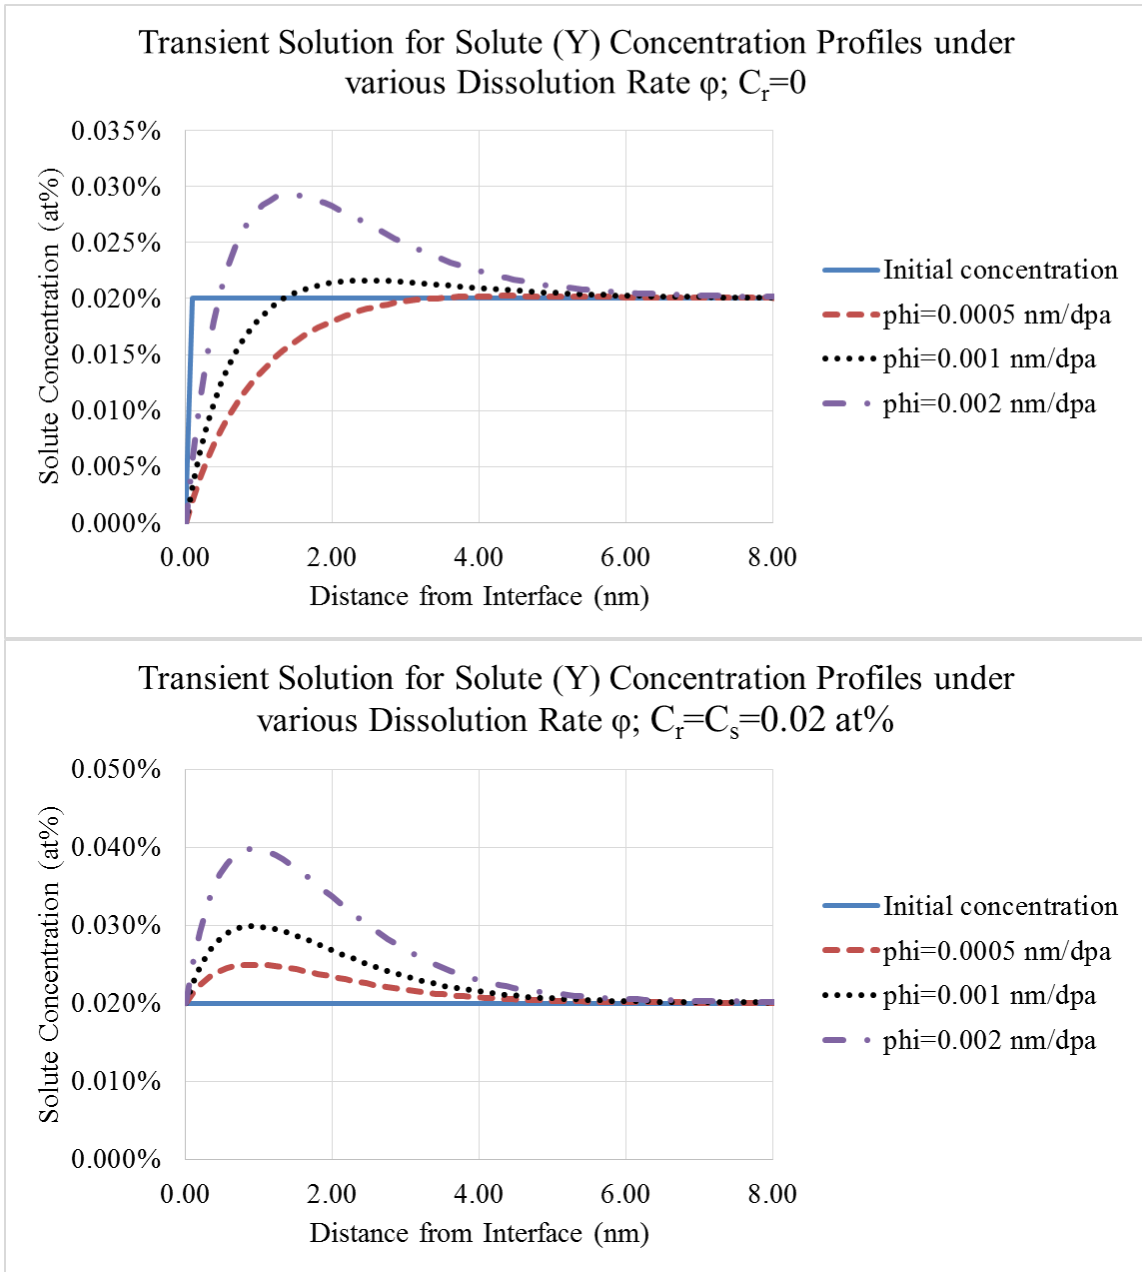 Transient Solution for Solute (Y) Concentration Profiles under
various Dissolution Rate φ; Cr=0
Solute Concentration (at%)
0.035%
0.030%
0.025%
0.020%
0.015%
0.010%
0.005%
0.000%
0.00 2.00 4.00 6.00 8.00
Distance from Interface (nm)
Initial concentration
phi=0.0005 nm/dpa
phi=0.001 nm/dpa
phi=0.002 nm/dpa
Transient Solution for Solute (Y) Concentration Profiles under
various Dissolution Rate φ; Cr=Cs=0.02 at%
Solute Concentration (at%)
0.050%
0.040%
0.030%
0.020%
0.010%
0.000%
0.00 2.00 4.00 6.00 8.00
Distance from Interface (nm)
Initial concentration
phi=0.0005 nm/dpa
phi=0.001 nm/dpa
phi=0.002 nm/dpa